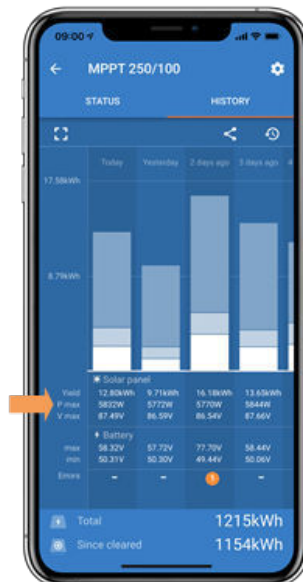 09:00
MPPT 250/100
STATUS HISTORY
Today Yesterday 2 days ago 3 days ago 4
17.58kWh
8.79kWh
Solar panel
Yield 12.80kWh 9.71kWh 16.18kWh 13.65kWh
P max 5832W 5772W 5770W 5844W
V max 87.49V 86.59V 86.54V 87.66V
Battery
max 58.32V 57.72V 77.70V 58.44V
min 50.31V 50.30V 49.44V 50.06V
Errors - - 1 -
Total 1215kWh
Since cleared 1154kWh